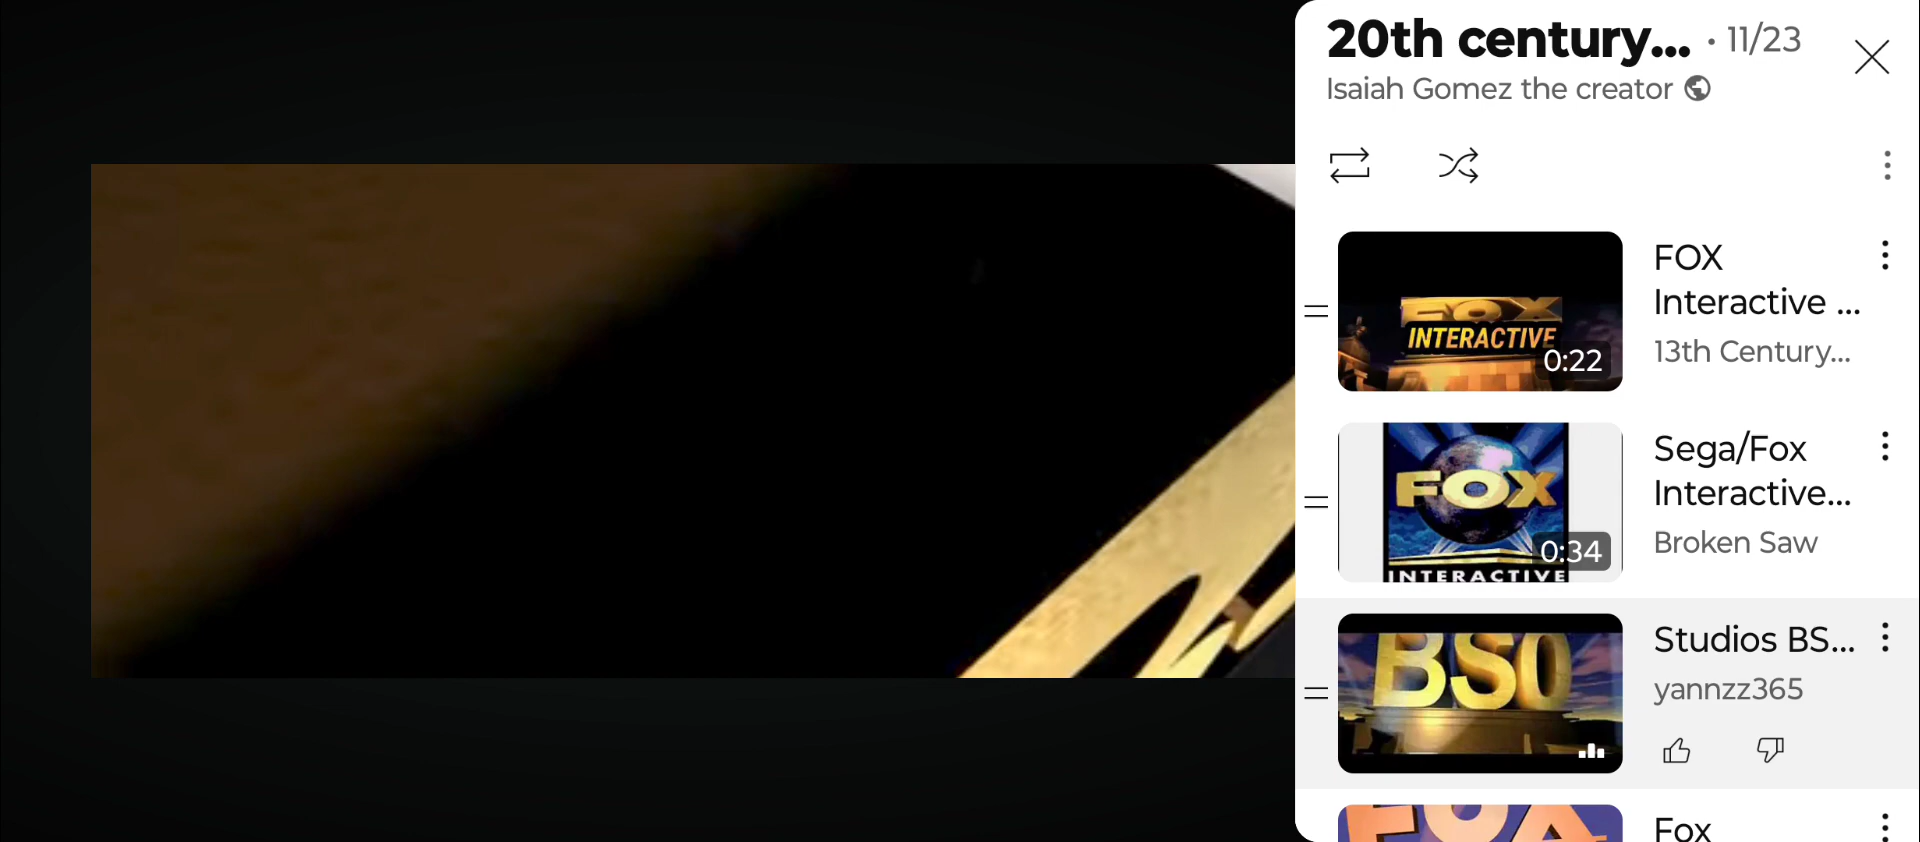 20th century... • 11/23
Isaiah Gomez the creator
FOX
INTERACTIVE
0:22
FOX
Interactive ...
13th Century...
FOX
INTERACTIVE
0:34
Sega/Fox
Interactive...
Broken Saw
BSO
Studios BS...
yannzz365
FOX
Fox